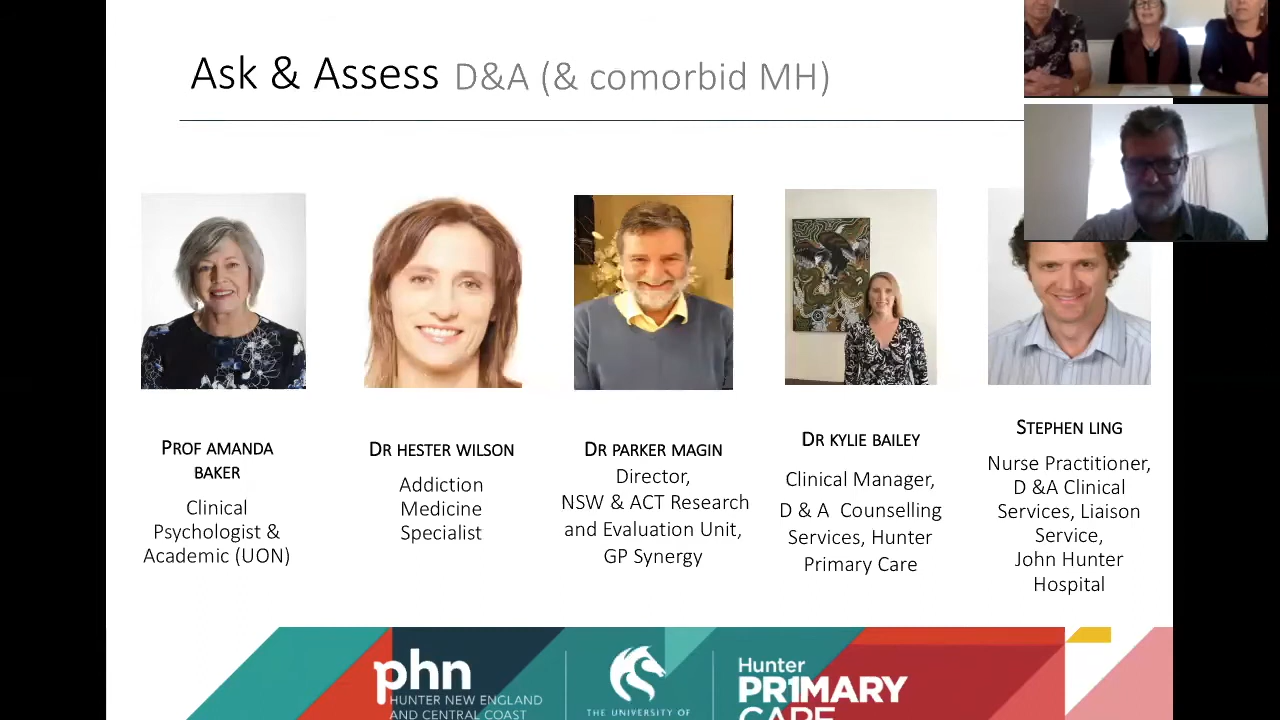 Ask & Assess D&A (& comorbid MH)
PROF AMANDA
BAKER
Clinical
Psychologist &
Academic (UON)
DR HESTER WILSON
Addiction
Medicine
Specialist
DR PARKER MAGIN
Director,
NSW & ACT Research
and Evaluation Unit,
GP Synergy
DR KYLIE BAILEY
Clinical Manager,
D & A Counselling
Services, Hunter
Primary Care
STEPHEN LING
Nurse Practitioner,
D &A Clinical
Services, Liaison
Service,
John Hunter
Hospital
phn
HUNTER NEW ENGLAND
AND CENTRAL COAST
THE UNIVERSITY OF
Hunter
PR1MARY
CARE